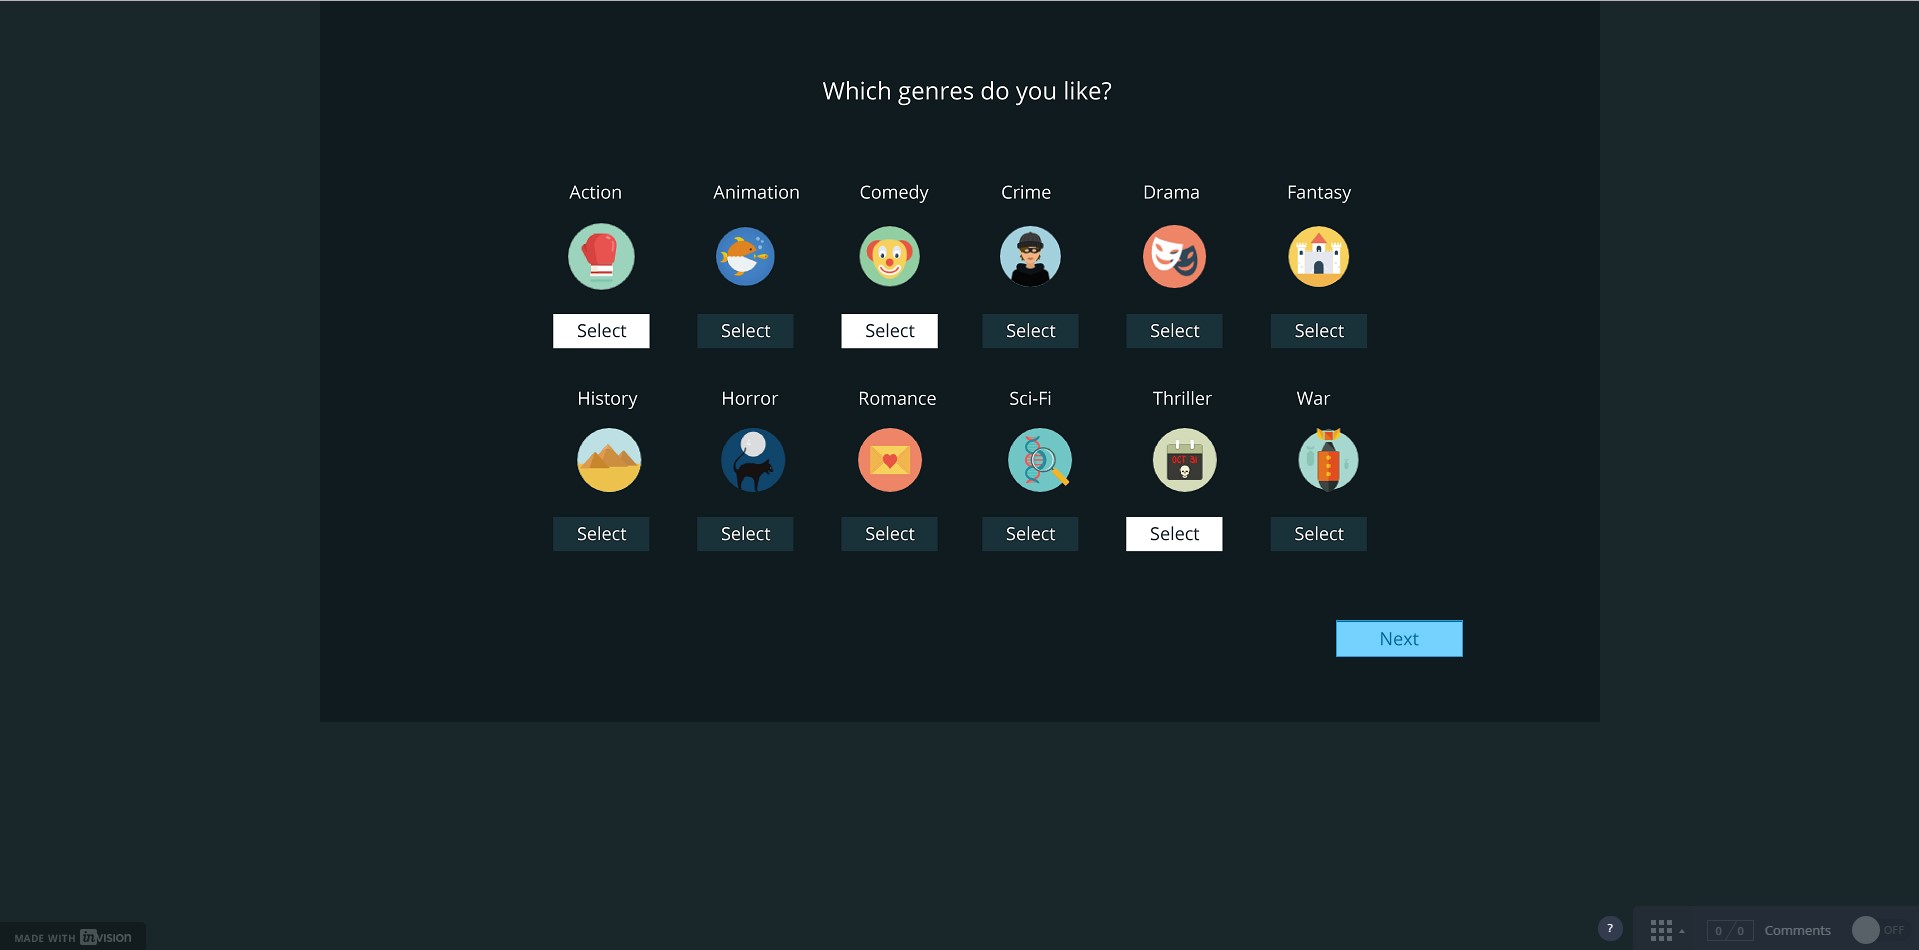 Which genres do you like?
Action Animation Comedy Crime Drama Fantasy
Select Select Select Select Select Select
History Horror Romance Sci-Fi Thriller War
OCT 31
Select Select Select Select Select Select
Next
MADE WITH invision
? 0 / 0 Comments OFF